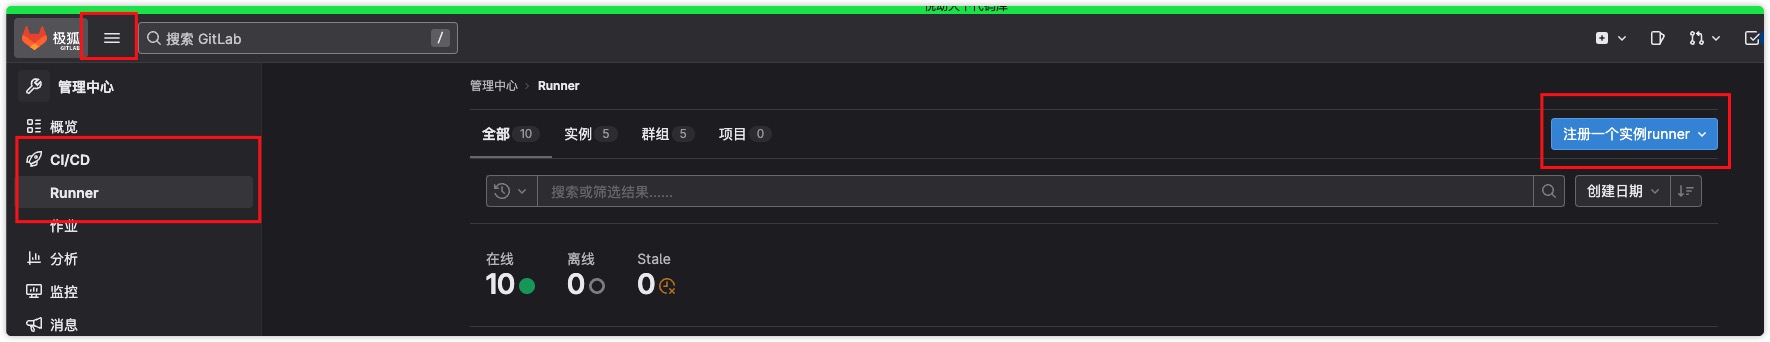 极狐
GITLAB
搜索 GitLab
/
管理中心
概览
CI/CD
Runner
作业
分析
监控
消息
管理中心 › Runner
全部 10 实例 5 群组 5 项目 0
注册一个实例runner
搜索或筛选结果......
创建日期
在线 离线 Stale
10 0 0